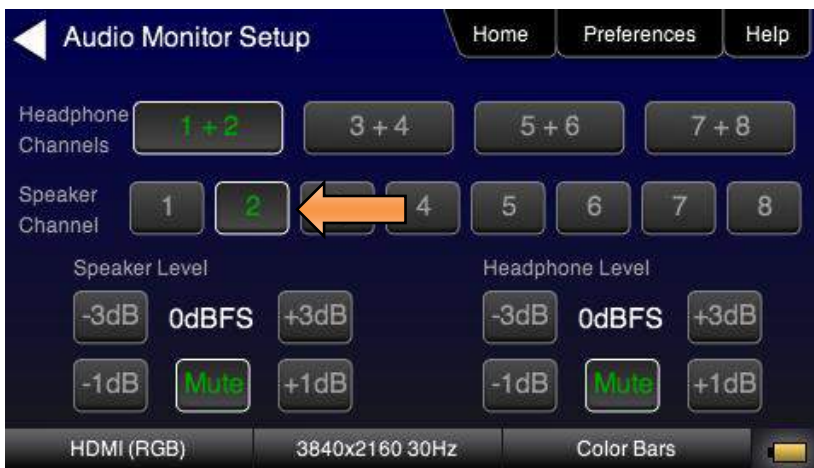 Audio Monitor Setup Home Preferences Help
Headphone
Channels
1 + 2 3 + 4 5 + 6 7 + 8
Speaker
Channel
1 2 4 5 6 7 8
Speaker Level Headphone Level
-3dB 0dBFS +3dB -3dB 0dBFS +3dB
-1dB Mute +1dB -1dB Mute +1dB
HDMI (RGB) 3840x2160 30Hz Color Bars